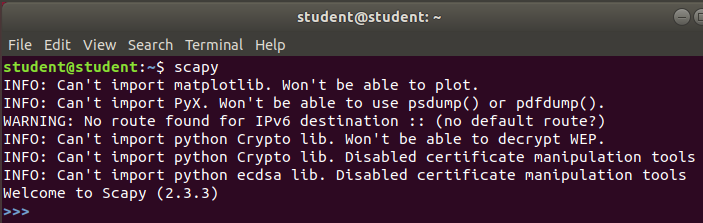 student@student: ~
File Edit View Search Terminal Help
student@student:~$ scapy
INFO: Can't import matplotlib. Won't be able to plot.
INFO: Can't import PyX. Won't be able to use psdump() or pdfdump().
WARNING: No route found for IPv6 destination :: (no default route?)
INFO: Can't import python Crypto lib. Won't be able to decrypt WEP.
INFO: Can't import python Crypto lib. Disabled certificate manipulation tools
INFO: Can't import python ecdsa lib. Disabled certificate manipulation tools
Welcome to Scapy (2.3.3)
>>>